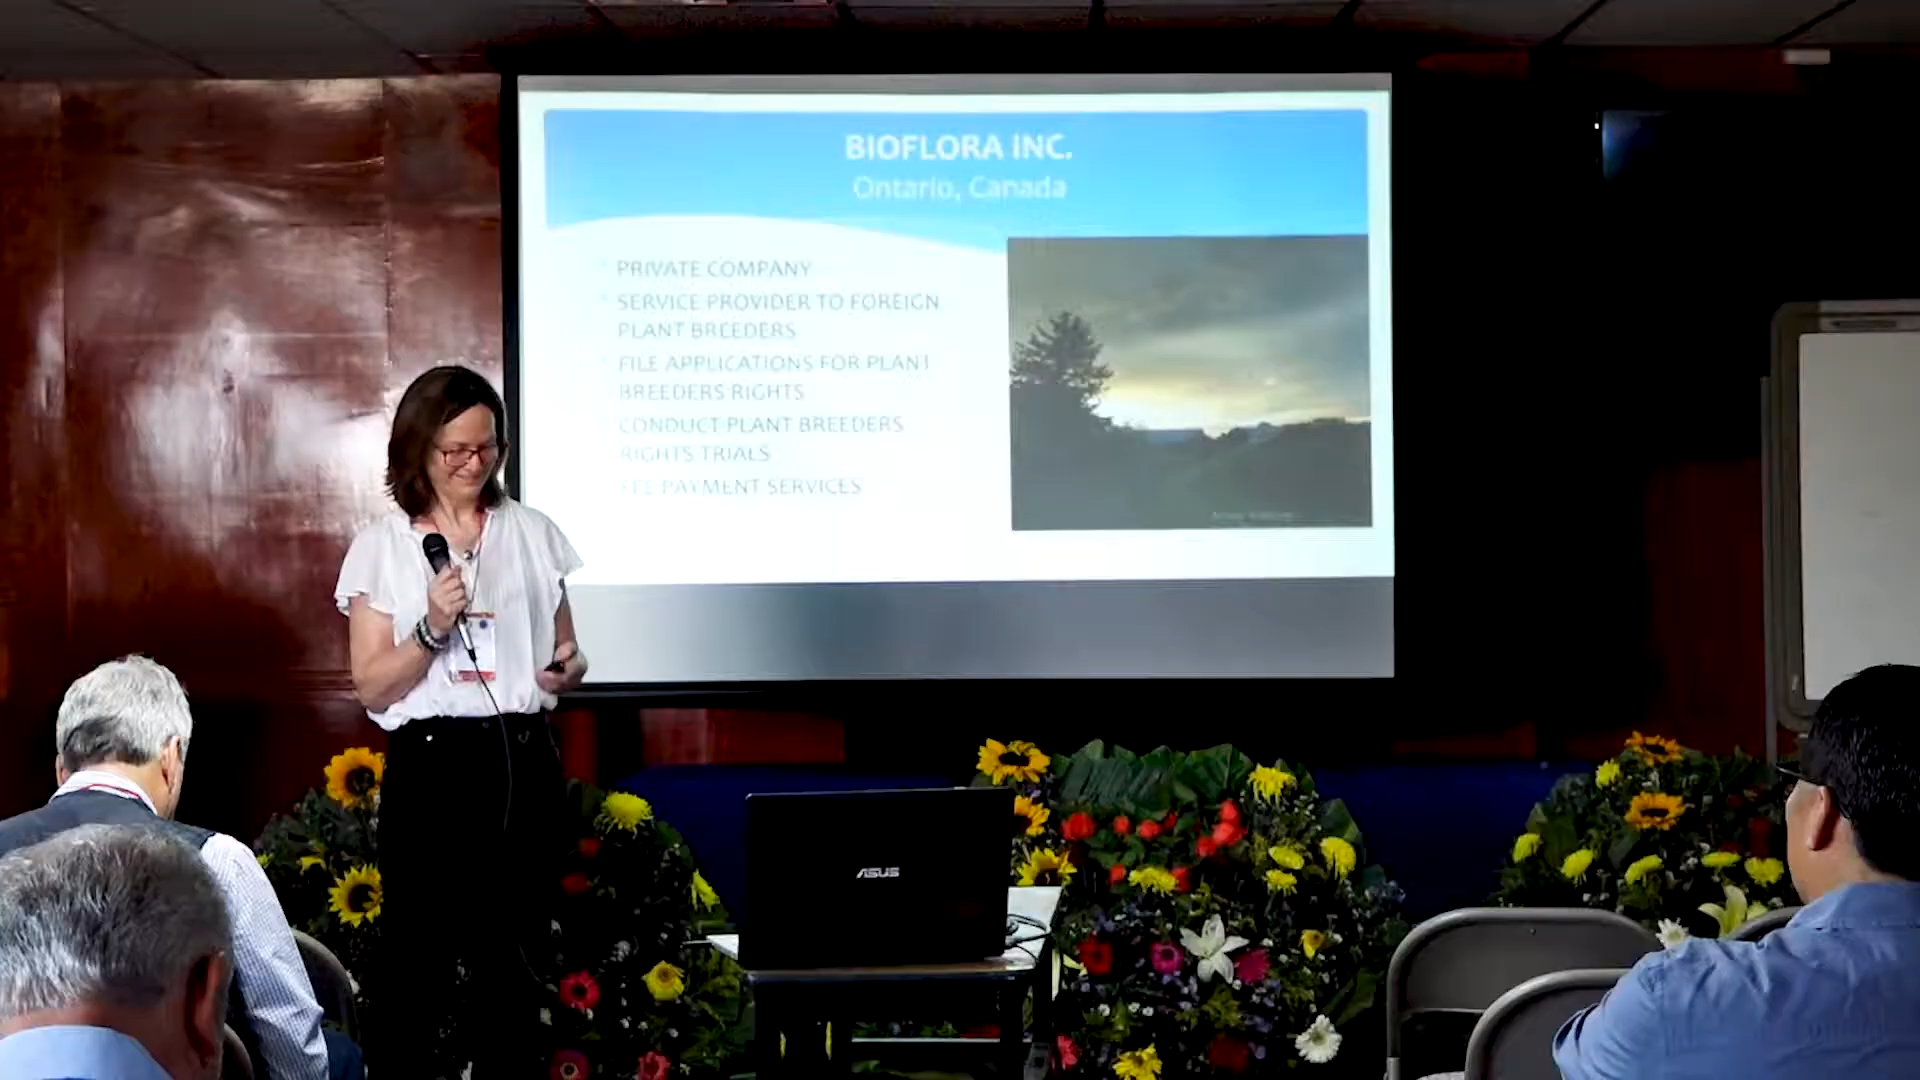 BIOFLORA INC.
Ontario, Canada
PRIVATE COMPANY
SERVICE PROVIDER TO FOREIGN
PLANT BREEDERS
FILE APPLICATIONS FOR PLANT
BREEDERS RIGHTS
CONDUCT PLANT BREEDERS
RIGHTS TRIALS
FEE PAYMENT SERVICES
ASUS